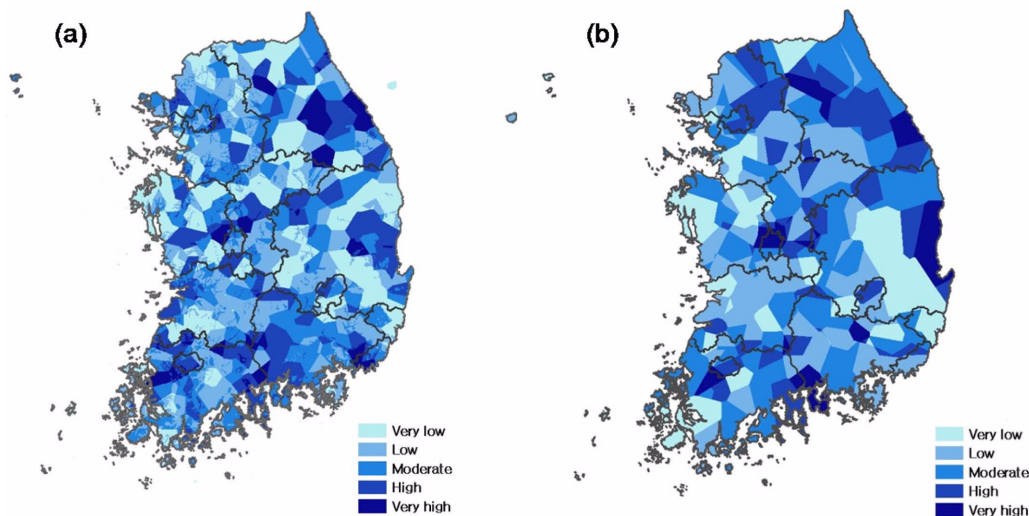 (a)
Very low
Low
Moderate
High
Very high
(b)
Very low
Low
Moderate
High
Very high